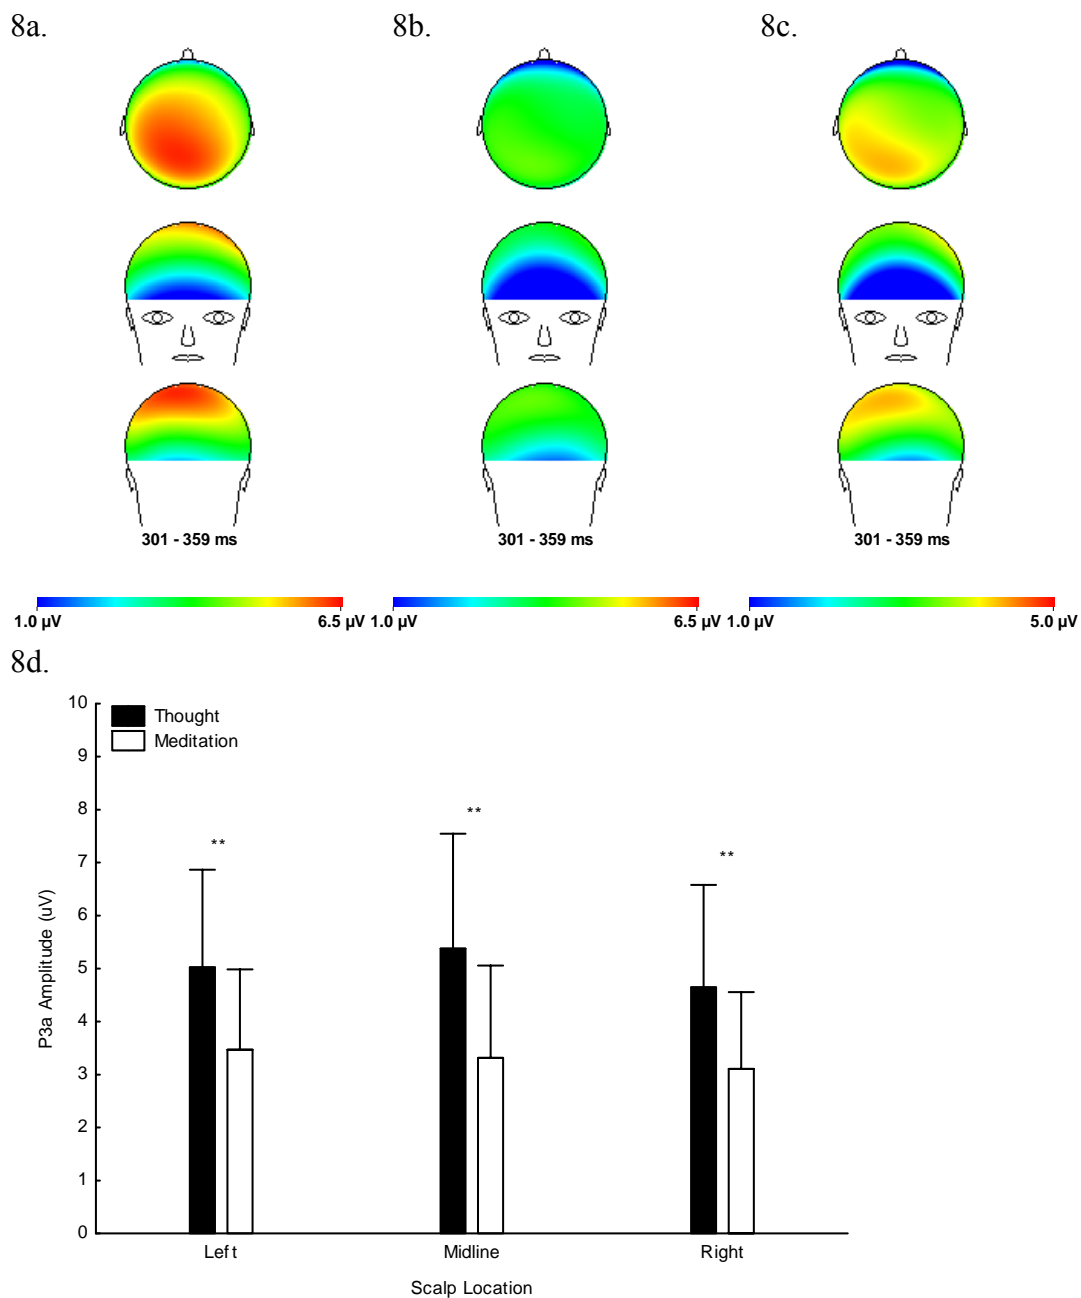 8a. 8b. 8c.
301 - 359 ms 301 - 359 ms 301 - 359 ms
1.0 µV 6.5 µV 1.0 µV 6.5 µV 1.0 µV 5.0 µV
8d.
10
Thought
Meditation
9
8
**
**
**
7
6
5
4
3
2
1
0
P3a Amplitude (uV)
Left Midline Right
Scalp Location